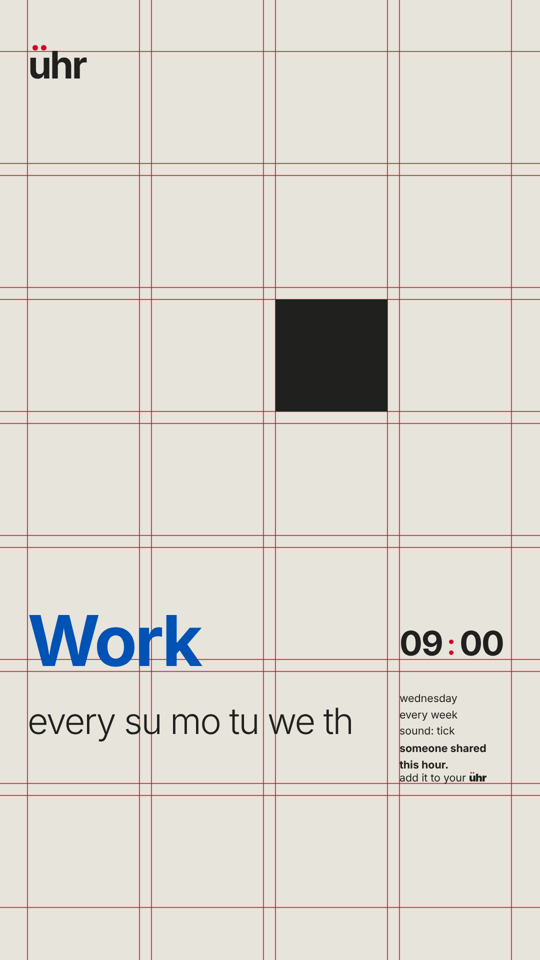 ühr
Work
every su mo tu we th
09:00
wednesday
every week
sound: tick
someone shared
this hour.
add it to your ühr